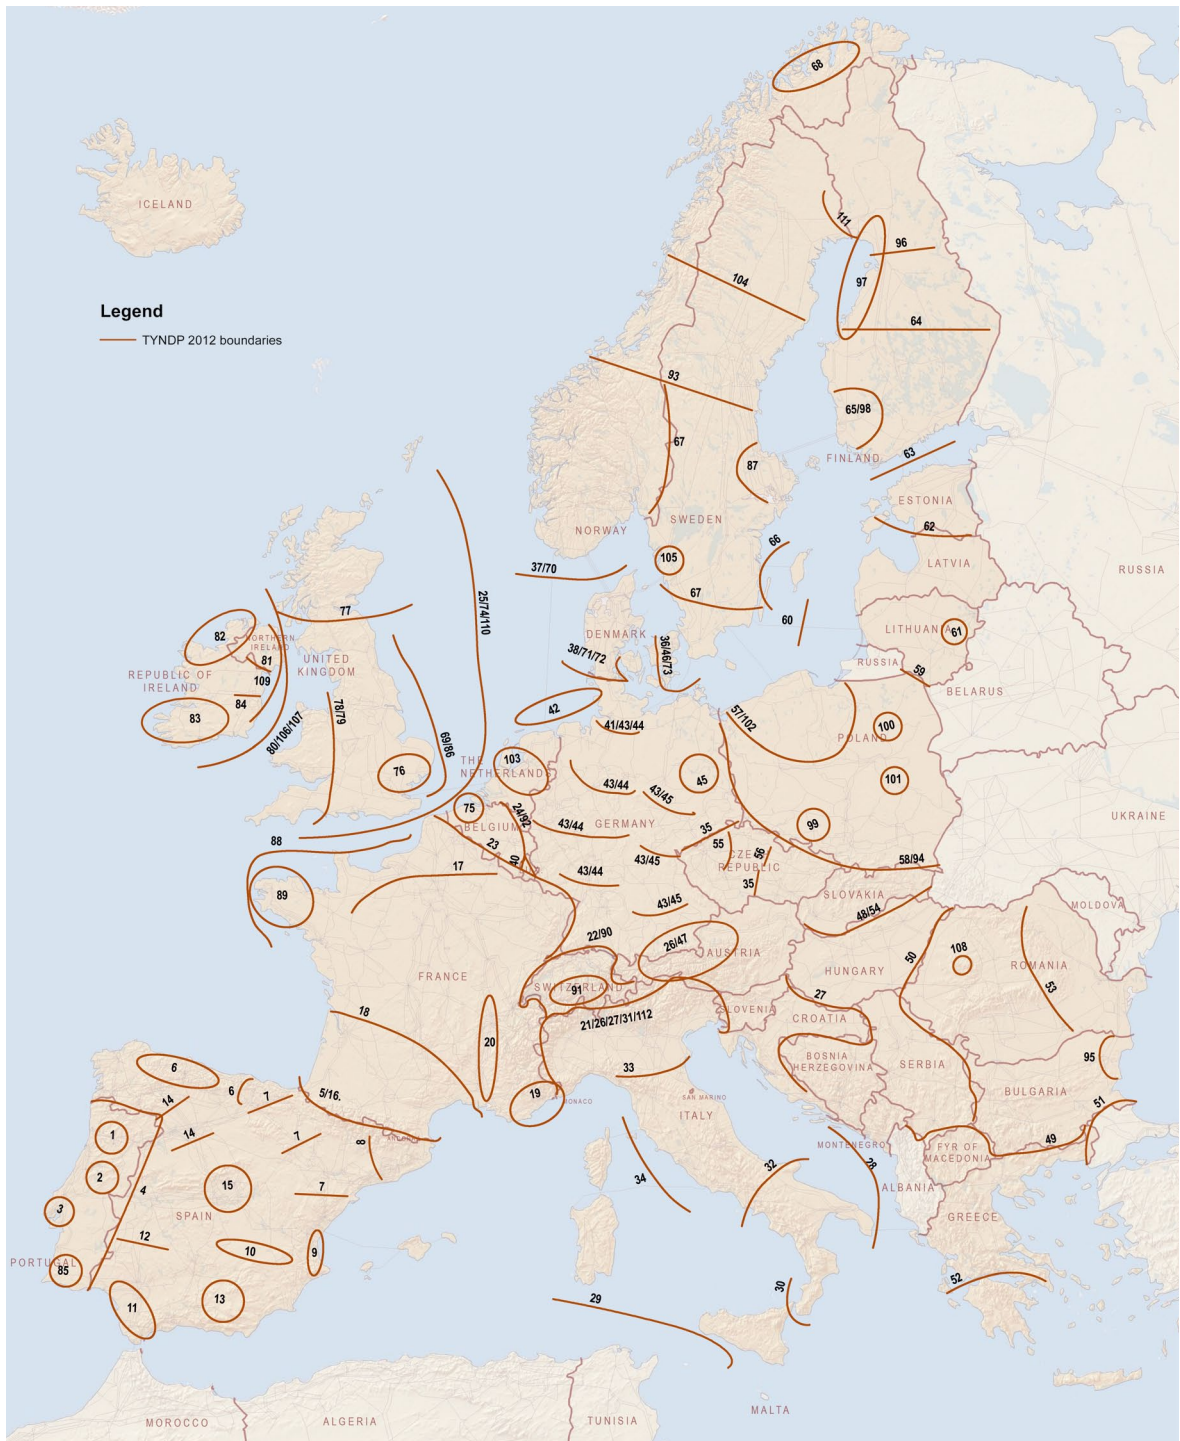 68
ICELAND
111
96
104
97
Legend
TYNDP 2012 boundaries
64
93
65/98
67
87
63
FINLAND
ESTONIA
SWEDEN
NORWAY
62
66
105
LATVIA
RUSSIA
37/70
25/74/110
77
67
60
82
NORTHERN
IRELAND
DENMARK
LITHUANIA
61
81
UNITED
KINGDOM
38/71/72
36/46/73
RUSSIA
59
REPUBLIC OF
IRELAND
109
BELARUS
84
78/79
42
83
41/43/44
57/102
100
POLAND
80/106/107
69/86
THE
NETHERLANDS
103
76
43/44
45
101
43/45
75
24/92
BELGIUM
43/44
GERMANY
99
UKRAINE
35
88
23
55
CZECH
REPUBLIC
56
40
43/45
58/94
17
43/44
35
89
SLOVAKIA
43/45
48/54
MOLDOVA
22/90
26/47
AUSTRIA
50
108
FRANCE
HUNGARY
ROMANIA
SWITZERLAND
91
53
27
18
21/26/27/31/112
SLOVENIA
CROATIA
20
95
BOSNIA
HERZEGOVINA
SERBIA
6
33
6
5/16.
19
BULGARIA
7
SAN MARINO
14
MONACO
ITALY
51
1
14
7
8
ANDORRA
49
MONTENEGRO
FYR OF
MACEDONIA
2
28
32
34
4
15
7
ALBANIA
3
SPAIN
GREECE
12
10
9
PORTUGAL
85
52
30
11
13
29
MALTA
MOROCCO
ALGERIA
TUNISIA